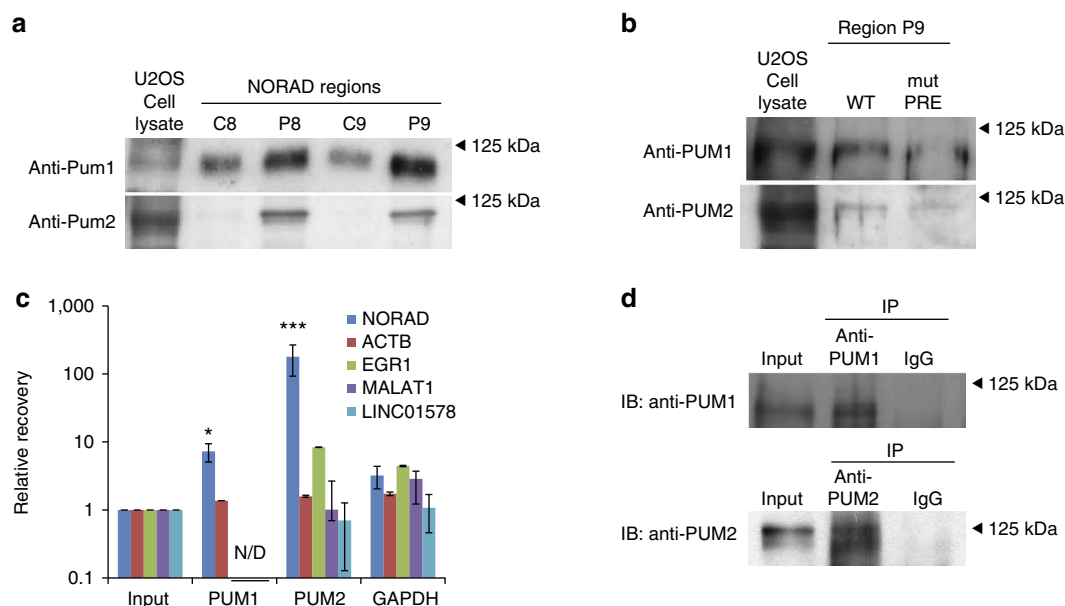 a
U2OS
Cell
lysate
NORAD regions
C8 P8 C9 P9
Anti-Pum1
◄ 125 kDa
Anti-Pum2
◄ 125 kDa
b
Region P9
U2OS
Cell
lysate
WT
mut
PRE
Anti-PUM1
◄ 125 kDa
Anti-PUM2
◄ 125 kDa
c
Relative recovery
1,000
100
10
1
0.1
*
***
N/D
NORAD
ACTB
EGR1
MALAT1
LINC01578
Input PUM1 PUM2 GAPDH
d
IP
Input
Anti-
PUM1
IgG
IB: anti-PUM1
◄ 125 kDa
IP
Input
Anti-
PUM2
IgG
IB: anti-PUM2
◄ 125 kDa